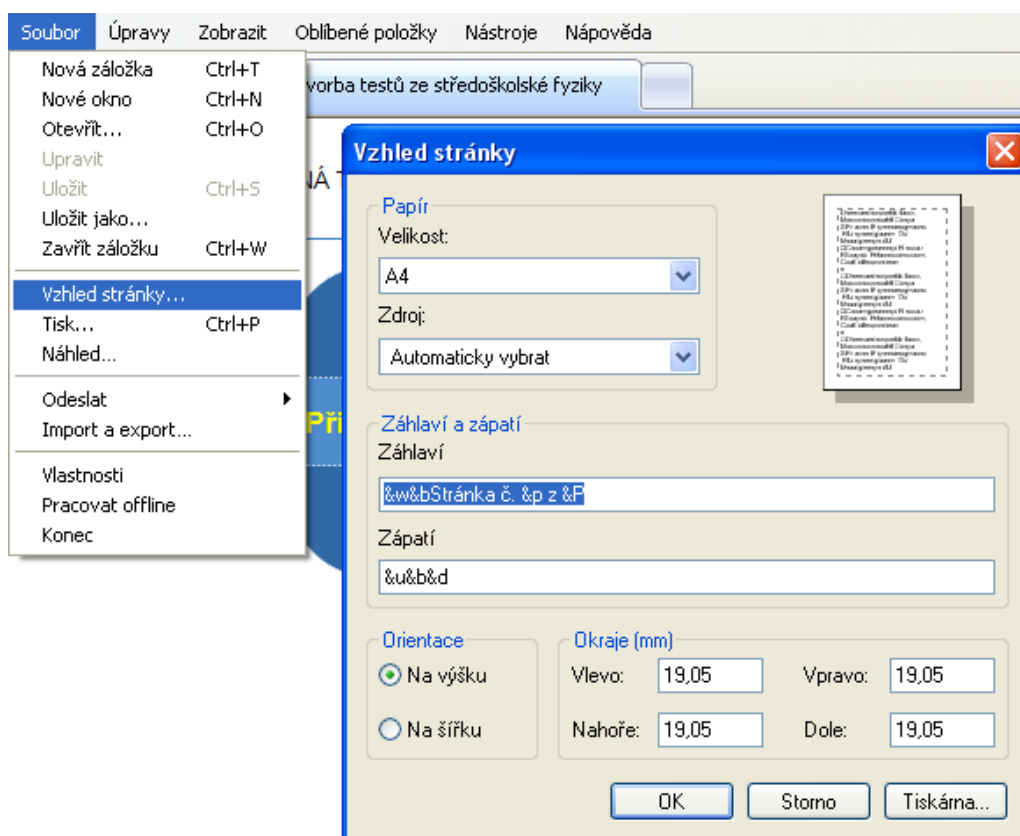 Soubor Úpravy Zobrazit Oblíbené položky Nástroje Nápověda
Nová záložka Ctrl+T
Nové okno Ctrl+N
Otevřít... Ctrl+O
Upravit
Uložit Ctrl+S
Uložit jako...
Zavřít záložku Ctrl+W
Vzhled stránky...
Tisk... Ctrl+P
Náhled...
Odeslat
Import a export...
Vlastnosti
Pracovat offline
Konec
vorba testů ze středoškolské fyziky
NÁ T
Při
Vzhled stránky
Papír
Velikost:
A4
Zdroj:
Automaticky vybrat
Záhlaví a zápatí
Záhlaví
&w&bStránka č. &p z &P
Zápatí
&u&b&d
Orientace
Na výšku
Na šířku
Okraje (mm)
Vlevo: 19,05 Vpravo: 19,05
Nahoře: 19,05 Dole: 19,05
OK Storno Tiskárna...